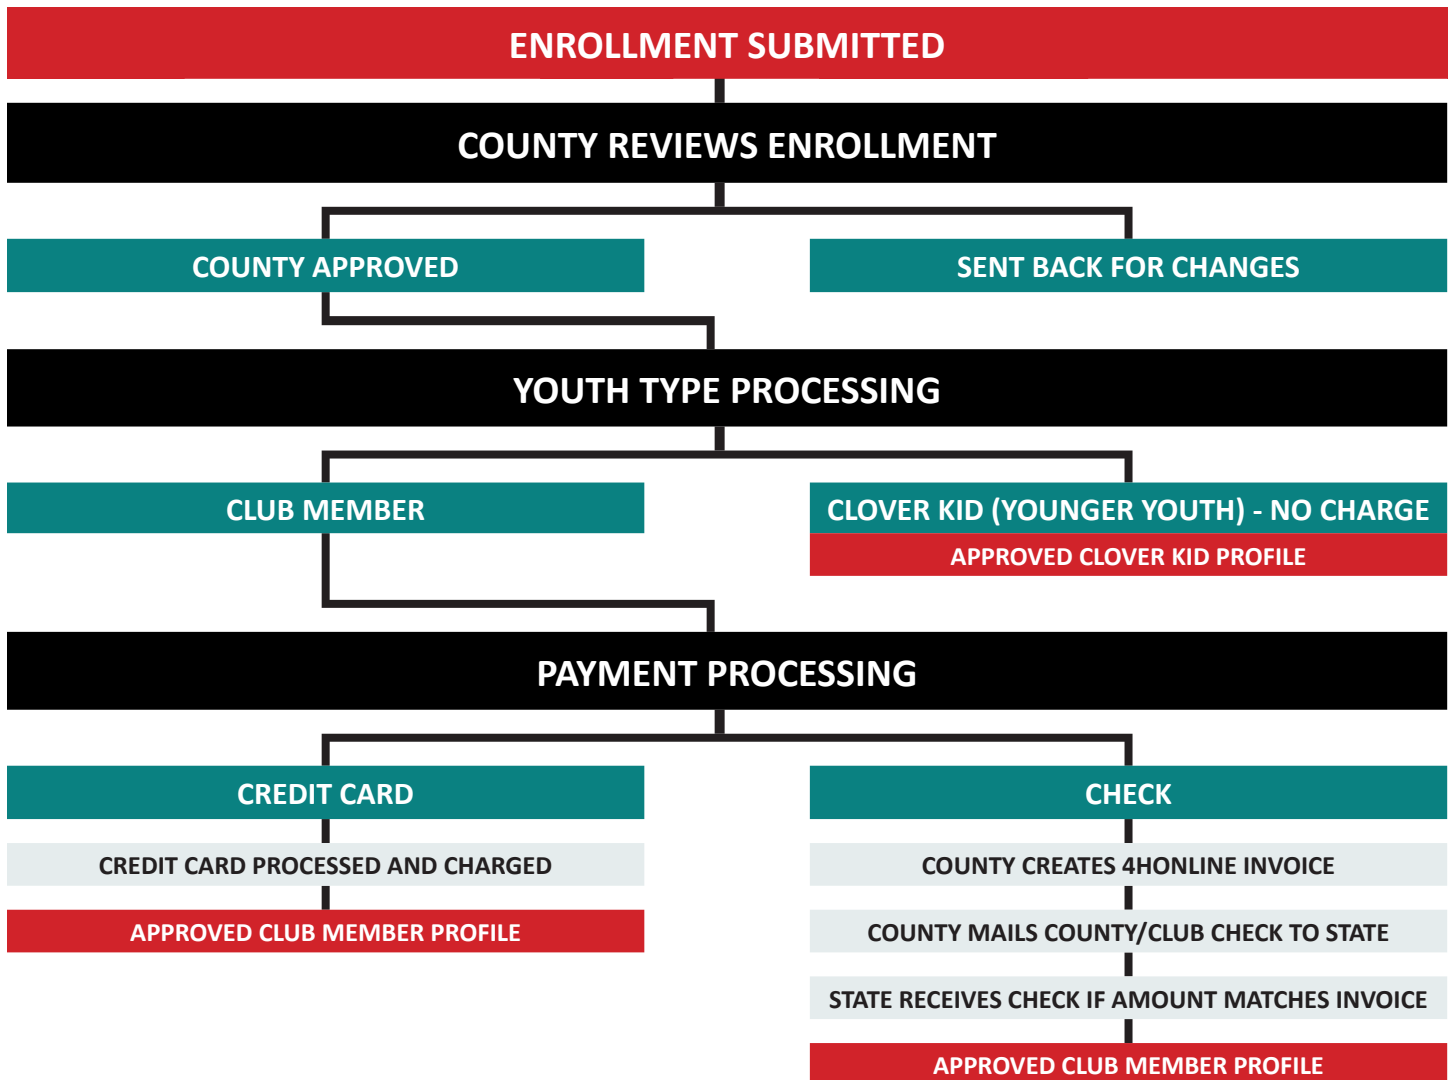 ENROLLMENT SUBMITTED
COUNTY REVIEWS ENROLLMENT
COUNTY APPROVED
SENT BACK FOR CHANGES
YOUTH TYPE PROCESSING
CLUB MEMBER
CLOVER KID (YOUNGER YOUTH) - NO CHARGE
APPROVED CLOVER KID PROFILE
PAYMENT PROCESSING
CREDIT CARD
CREDIT CARD PROCESSED AND CHARGED
APPROVED CLUB MEMBER PROFILE
CHECK
COUNTY CREATES 4HONLINE INVOICE
COUNTY MAILS COUNTY/CLUB CHECK TO STATE
STATE RECEIVES CHECK IF AMOUNT MATCHES INVOICE
APPROVED CLUB MEMBER PROFILE